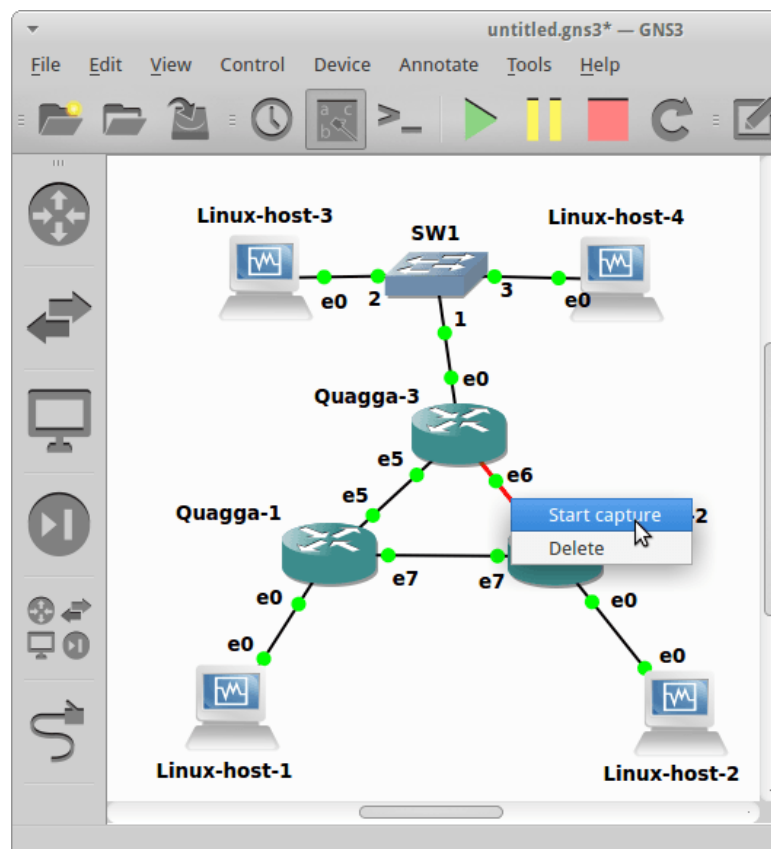 untitled.gns3* — GNS3
File Edit View Control Device Annotate Tools Help
a c
b
>_
Linux-host-3
SW1
Linux-host-4
e0
2
3
e0
1
e0
Quagga-3
e5
e6
e5
Quagga-1
Start capture
-2
Delete
e7
e7
e0
e0
e0
e0
Linux-host-1
Linux-host-2